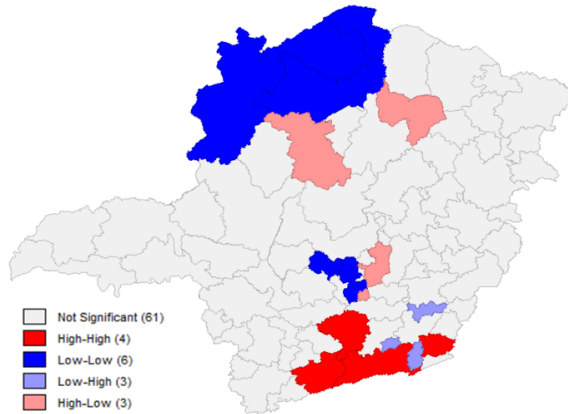 Not Significant (61)
High-High (4)
Low-Low (6)
Low-High (3)
High-Low (3)